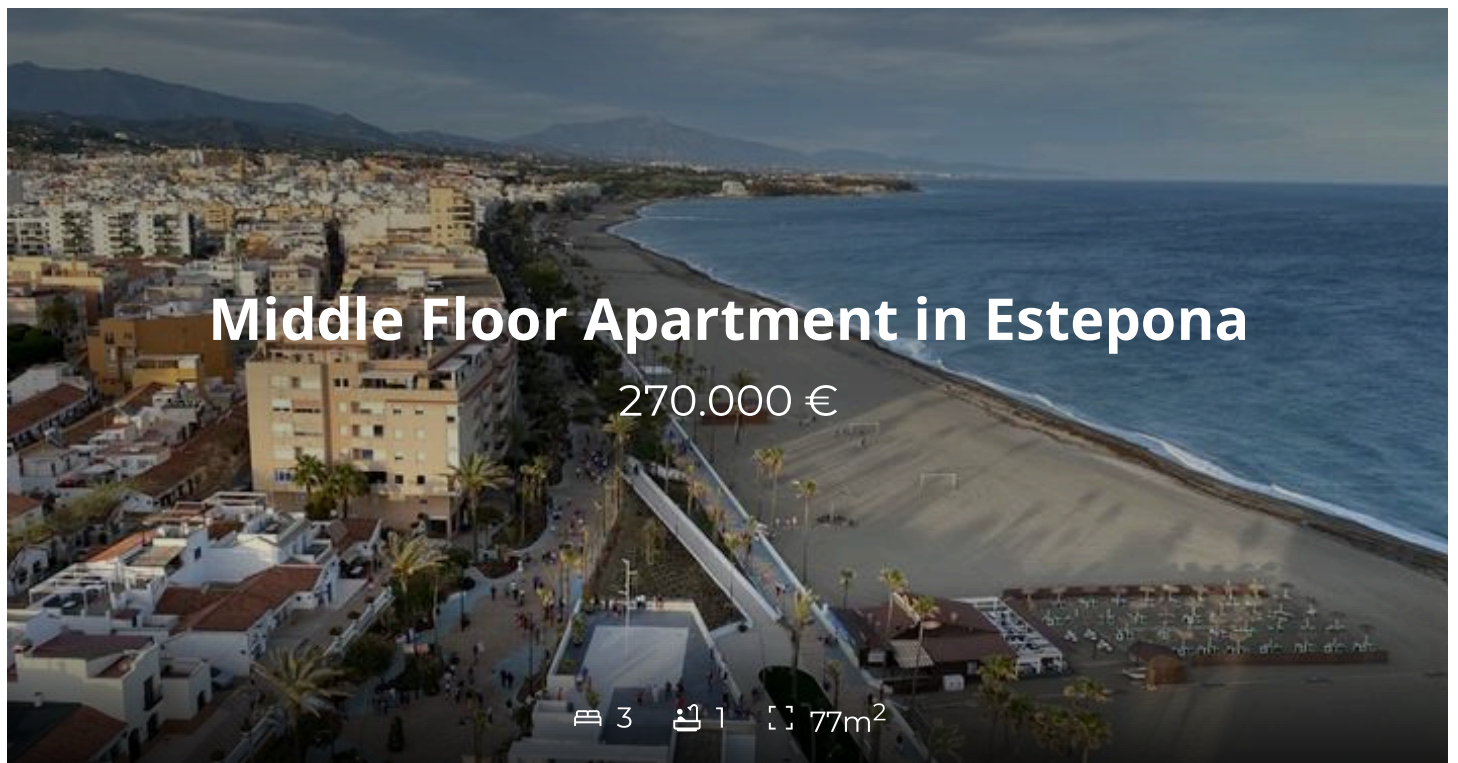 Middle Floor Apartment in Estepona
270.000 €
3 1 77m²